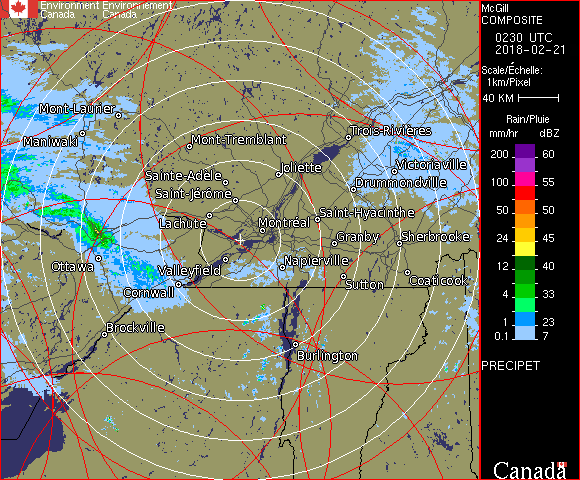 Environment Environnement
Canada Canada
McGill
COMPOSITE
0230 UTC
2018-02-21
Scale/Échelle:
1km/Pixel
40 KM
Rain/Pluie
mm/hr dBZ
200 60
100 55
50 50
24 45
12 40
4 33
1 23
0.1 7
PRECIPET
Canada
Mont-Laurier
Maniwaki
Mont-Tremblant
Trois-Rivières
Joliette
Victoriaville
Sainte-Adèle
Drummondville
Saint-Jérôme
Lachute
Saint-Hyacinthe
Montréal
Granby
Sherbrooke
Ottawa
Valleyfield
Napierville
Cornwall
Sutton
Coaticook
Brockville
Burlington